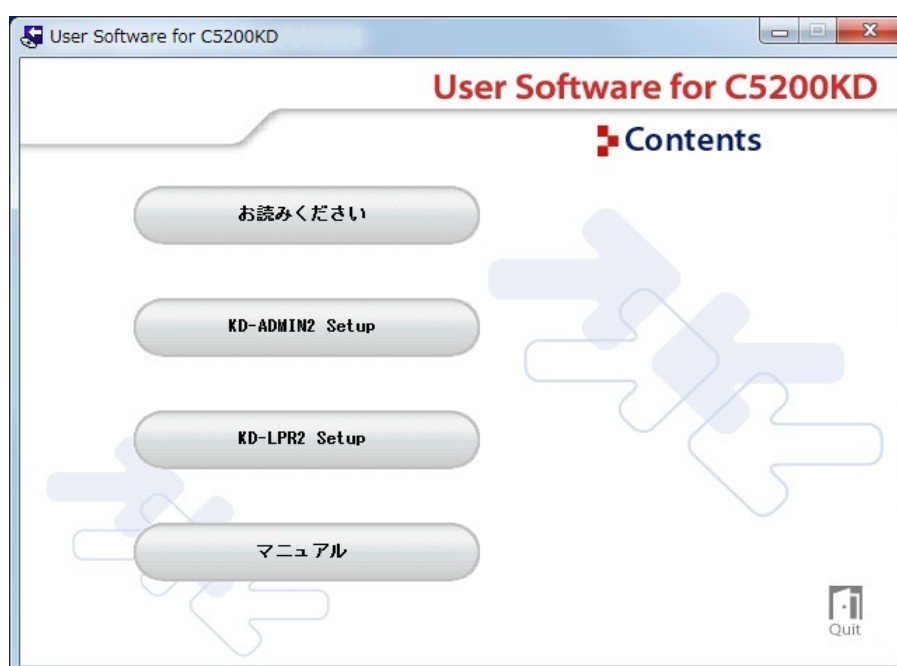 User Software for C5200KD
User Software for C5200KD
Contents
お読みください
KD-ADMIN2 Setup
KD-LPR2 Setup
マニュアル
Quit